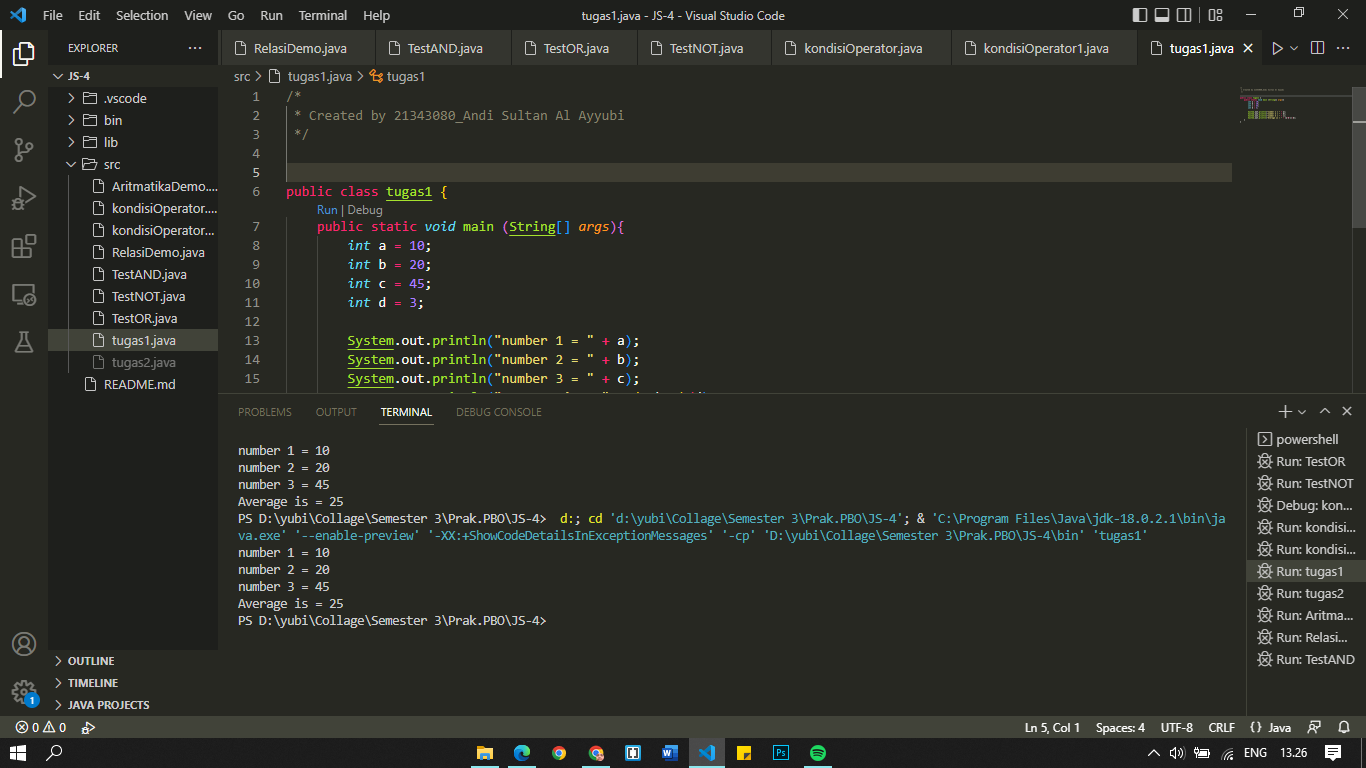 File Edit Selection View Go Run Terminal Help
tugas1.java - JS-4 - Visual Studio Code
EXPLORER
RelasiDemo.java TestAND.java TestOR.java TestNOT.java kondisiOperator.java kondisiOperator1.java tugas1.java
JS-4
.vscode
bin
lib
src
AritmatikaDemo....
kondisiOperator....
kondisiOperator...
RelasiDemo.java
TestAND.java
TestNOT.java
TestOR.java
tugas1.java
tugas2.java
README.md
OUTLINE
TIMELINE
JAVA PROJECTS
src > tugas1.java > tugas1
1 /*
2 * Created by 21343080_Andi Sultan Al Ayyubi
3 */
4
5
6 public class tugas1 {
Run | Debug
7 public static void main (String[] args){
8 int a = 10;
9 int b = 20;
10 int c = 45;
11 int d = 3;
12
13 System.out.println("number 1 = " + a);
14 System.out.println("number 2 = " + b);
15 System.out.println("number 3 = " + c);
PROBLEMS OUTPUT TERMINAL DEBUG CONSOLE
number 1 = 10
number 2 = 20
number 3 = 45
Average is = 25
PS D:\yubi\Collage\Semester 3\Prak.PBO\JS-4> d:; cd 'd:\yubi\Collage\Semester 3\Prak.PBO\JS-4'; & 'C:\Program Files\Java\jdk-18.0.2.1\bin\ja
va.exe' '--enable-preview' '-XX:+ShowCodeDetailsInExceptionMessages' '-cp' 'D:\yubi\Collage\Semester 3\Prak.PBO\JS-4\bin' 'tugas1'
number 1 = 10
number 2 = 20
number 3 = 45
Average is = 25
PS D:\yubi\Collage\Semester 3\Prak.PBO\JS-4>
powershell
Run: TestOR
Run: TestNOT
Debug: kon...
Run: kondisi...
Run: kondisi...
Run: tugas1
Run: tugas2
Run: Aritma...
Run: Relasi...
Run: TestAND
1
0 0
Ln 5, Col 1 Spaces: 4 UTF-8 CRLF {} Java
W Ps ENG 13.26